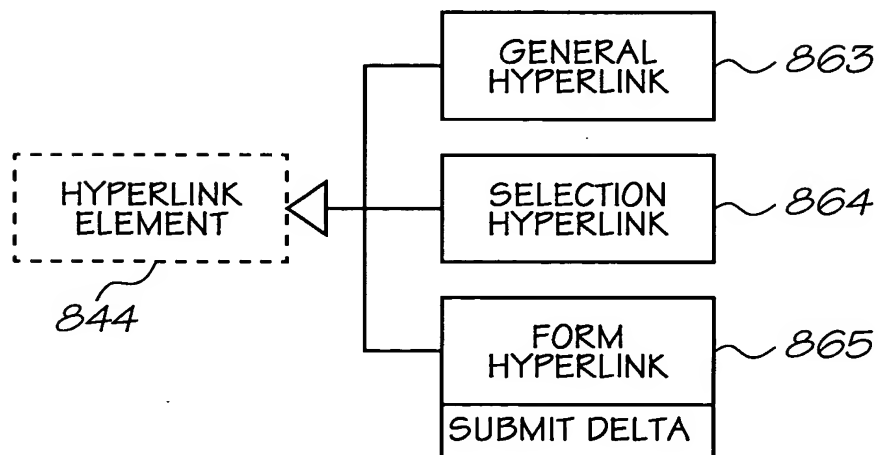 GENERAL
HYPERLINK
863
HYPERLINK
ELEMENT
844
SELECTION
HYPERLINK
864
FORM
HYPERLINK
865
SUBMIT DELTA